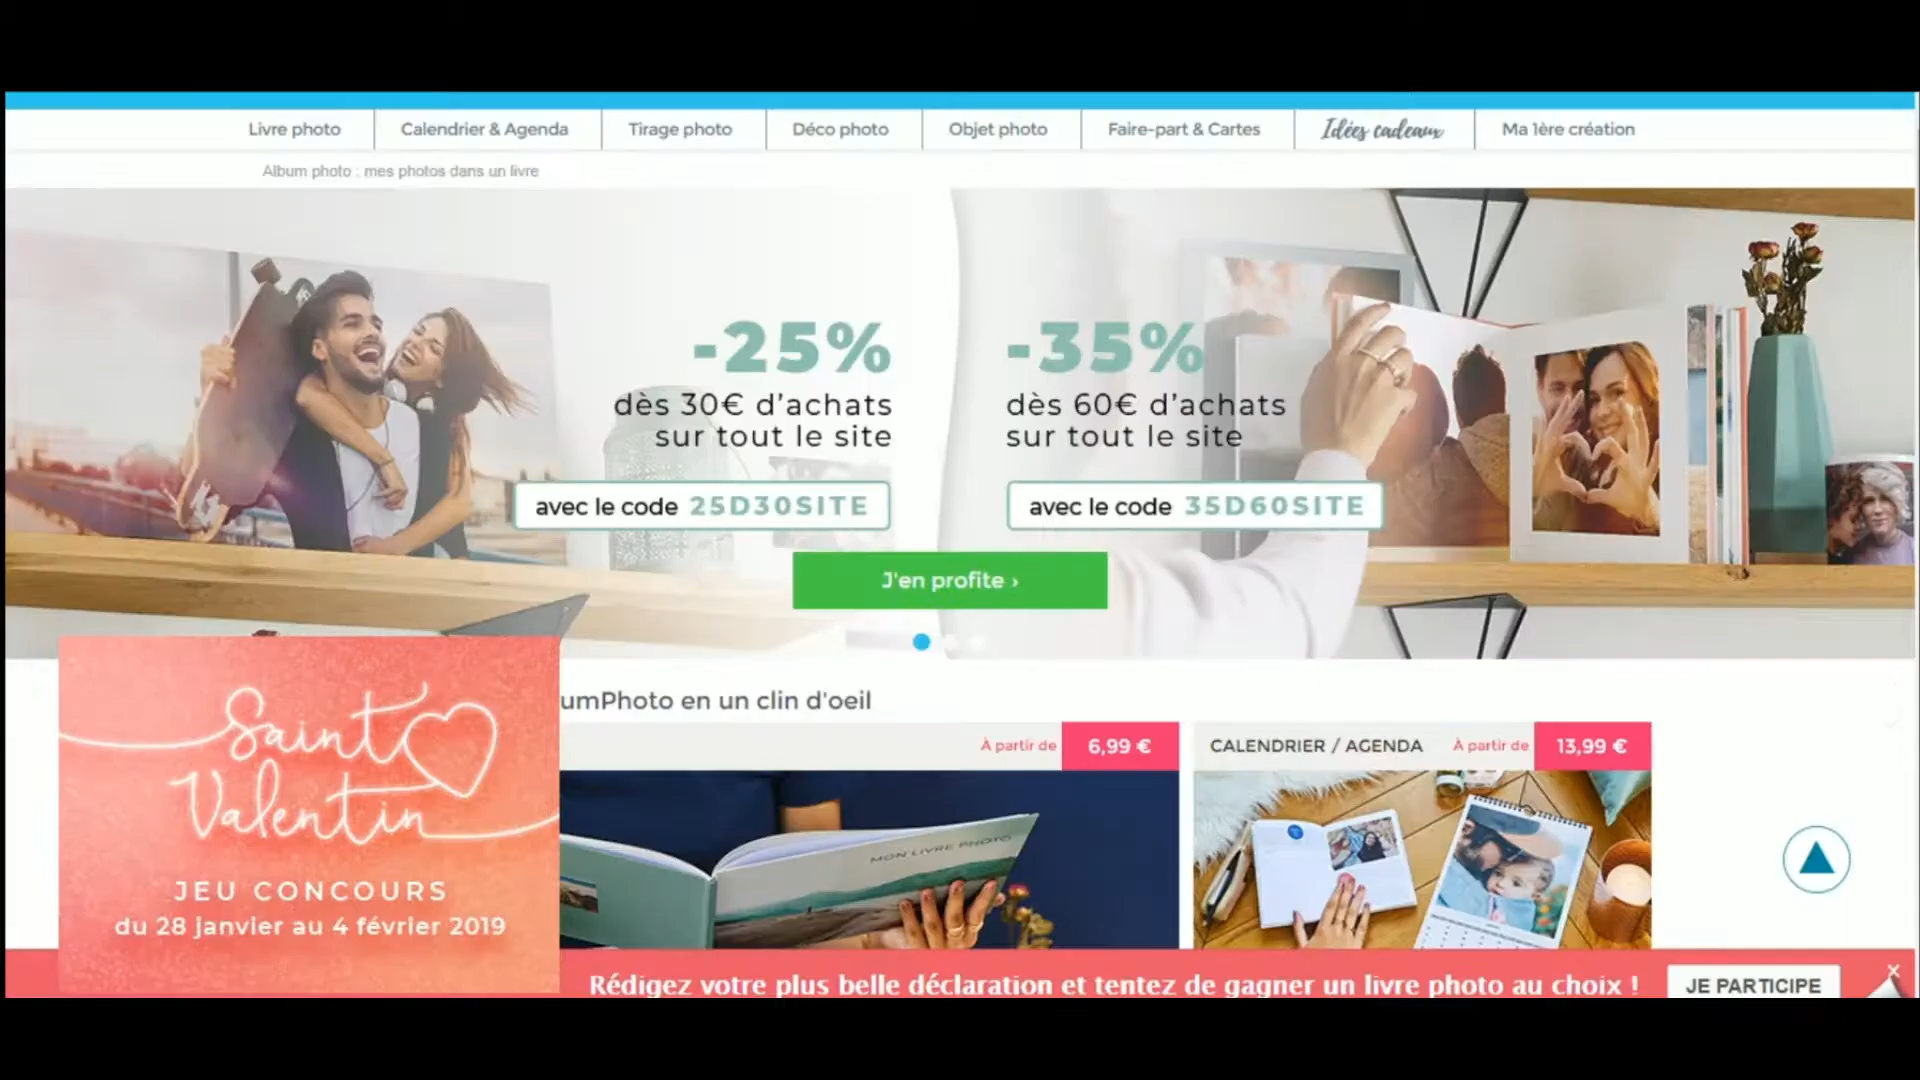 Livre photo
Calendrier & Agenda
Tirage photo
Déco photo
Objet photo
Faire-part & Cartes
Idées cadeaux
Ma 1ère création
Album photo : mes photos dans un livre
-25%
dès 30€ d'achats
sur tout le site
avec le code 25D30SITE
-35%
dès 60€ d'achats
sur tout le site
avec le code 35D60SITE
J'en profite ›
umPhoto en un clin d'oeil
À partir de 6,99 €
CALENDRIER / AGENDA À partir de 13,99 €
MON LIVRE PHOTO
Saint
Valentin
JEU CONCOURS
du 28 janvier au 4 février 2019
Rédigez votre plus belle déclaration et tentez de gagner un livre photo au choix !
JE PARTICIPE
X